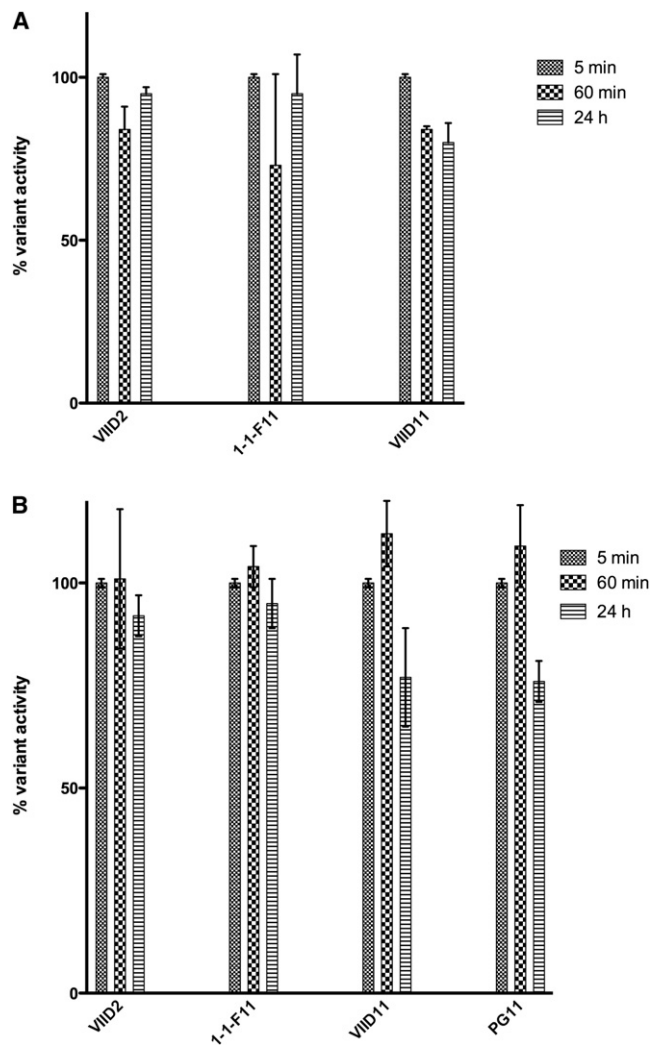 A
% variant activity
100
50
0
5 min
60 min
24 h
VIID2
1-1-F11
VIID11
B
% variant activity
100
50
0
5 min
60 min
24 h
VIID2
1-1-F11
VIID11
PG11